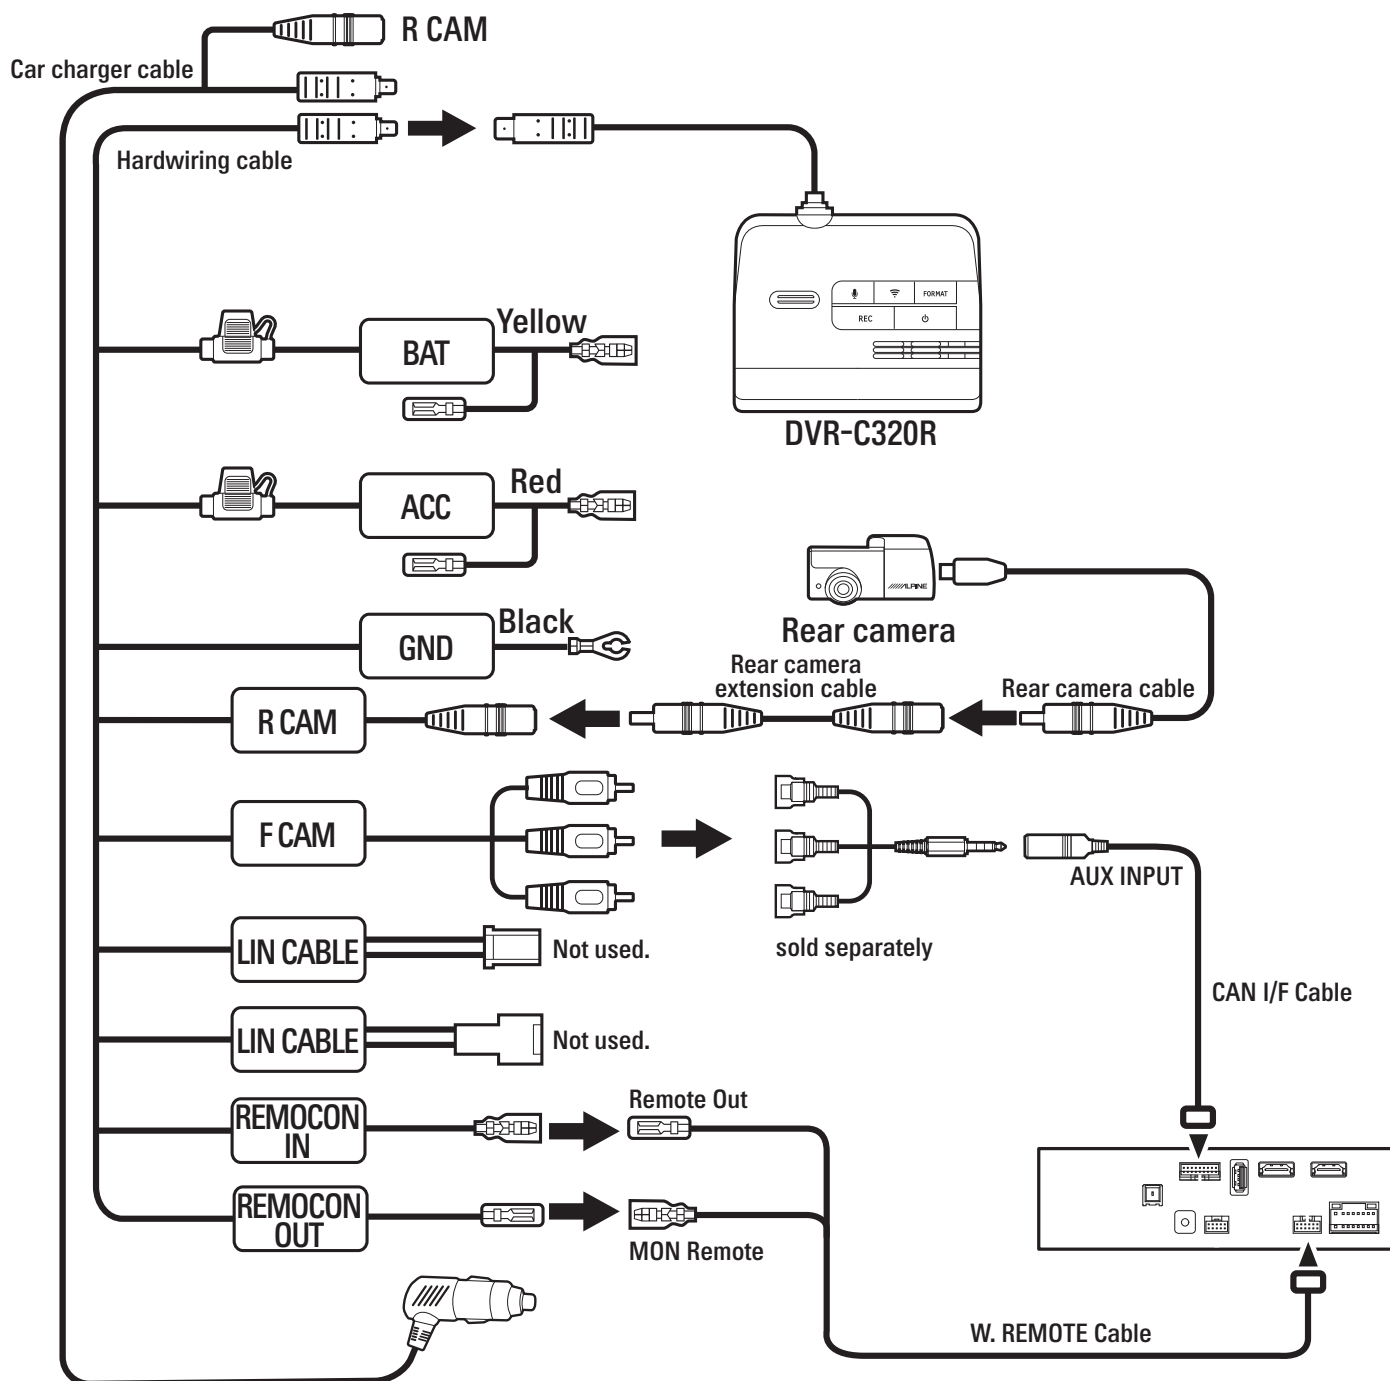 R CAM
Car charger cable
Hardwiring cable
FORMAT
REC
Yellow
BAT
DVR-C320R
Red
ACC
ALPINE
Rear camera
Black
GND
Rear camera
extension cable
Rear camera cable
R CAM
F CAM
AUX INPUT
LIN CABLE
Not used.
sold separately
CAN I/F Cable
LIN CABLE
Not used.
REMOCON
IN
Remote Out
REMOCON
OUT
MON Remote
W. REMOTE Cable